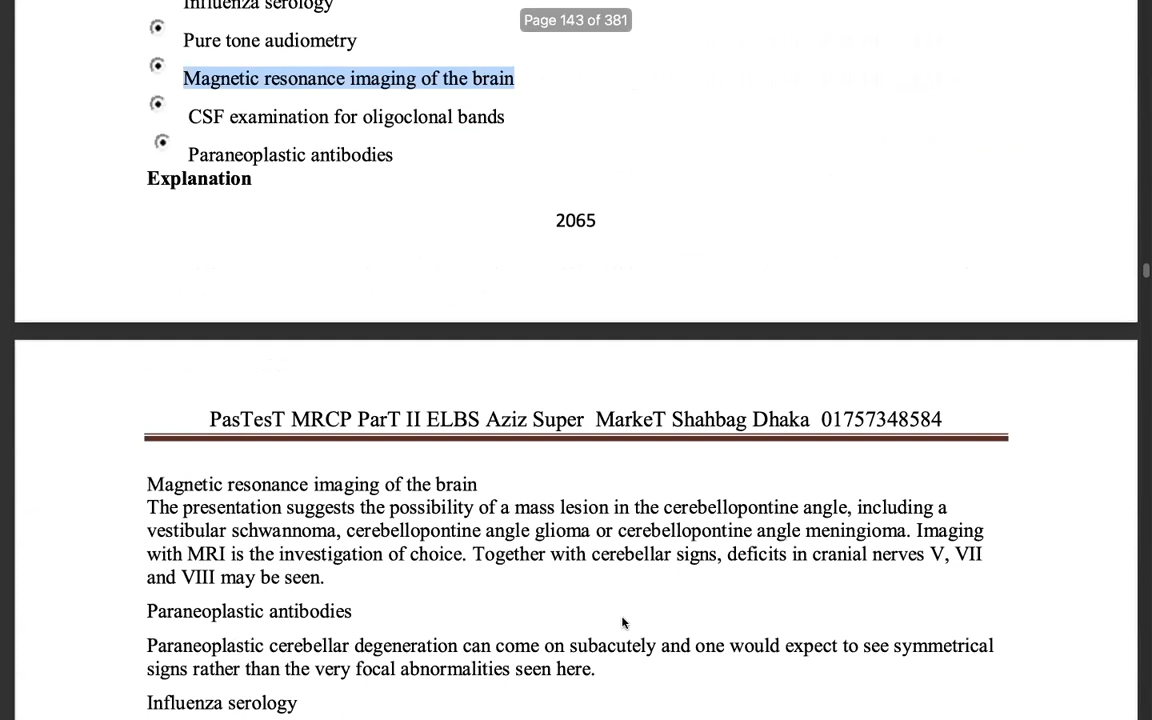 Influenza serology
Page 143 of 381
Pure tone audiometry
Magnetic resonance imaging of the brain
CSF examination for oligoclonal bands
Paraneoplastic antibodies
Explanation
2065
PasTesT MRCP ParT II ELBS Aziz Super MarkeT Shahbag Dhaka 01757348584
Magnetic resonance imaging of the brain
The presentation suggests the possibility of a mass lesion in the cerebellopontine angle, including a
vestibular schwannoma, cerebellopontine angle glioma or cerebellopontine angle meningioma. Imaging
with MRI is the investigation of choice. Together with cerebellar signs, deficits in cranial nerves V, VII
and VIII may be seen.
Paraneoplastic antibodies
Paraneoplastic cerebellar degeneration can come on subacutely and one would expect to see symmetrical
signs rather than the very focal abnormalities seen here.
Influenza serology